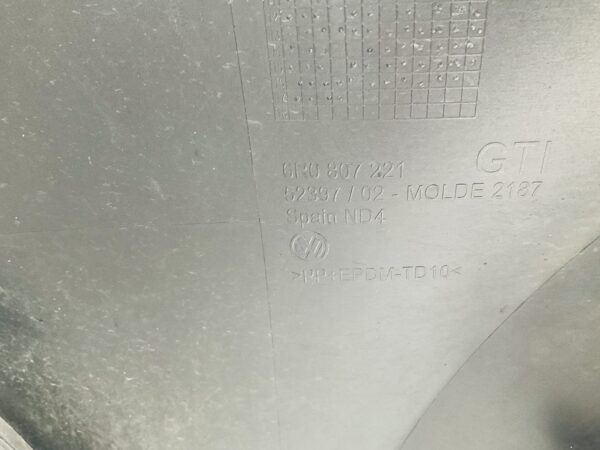 GTI
6R0 807 221
52397 / 02 - MOLDE 2187
Spain ND4
>PP+EPDM-TD10<